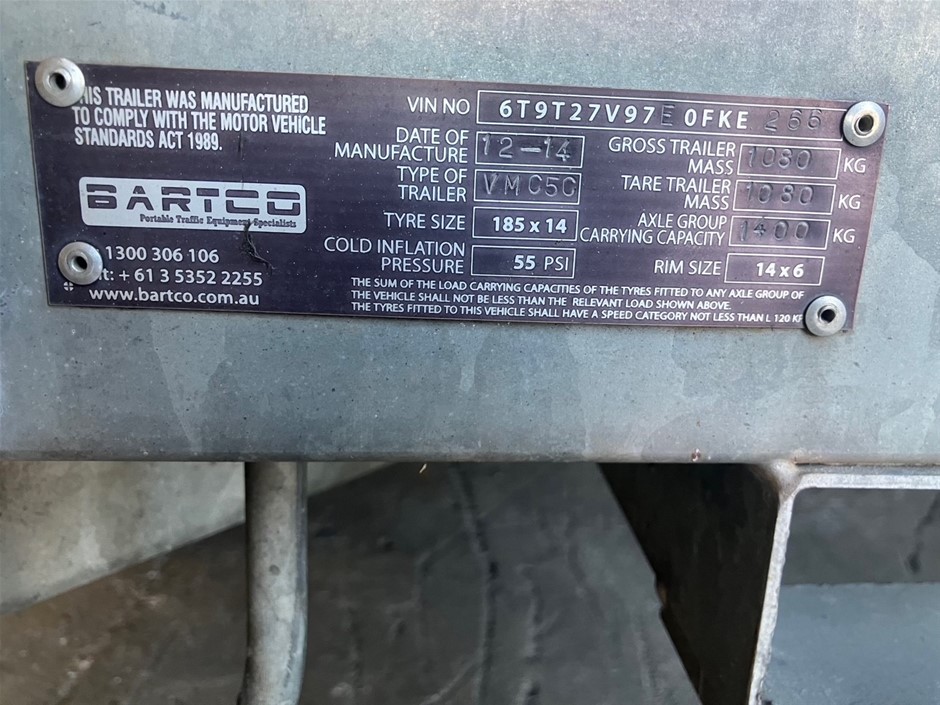 HIS TRAILER WAS MANUFACTURED
TO COMPLY WITH THE MOTOR VEHICLE
STANDARDS ACT 1989.
BARTCO
Portable Traffic Equipment Specialists
1300 306 106
t: + 61 3 5352 2255
www.bartco.com.au
VIN NO 6T9T27V97E0FKE266
DATE OF
MANUFACTURE 12-14
GROSS TRAILER
MASS 1080 KG
TYPE OF
TRAILER VMC5C
TARE TRAILER
MASS 1080 KG
TYRE SIZE 185 x 14
AXLE GROUP
CARRYING CAPACITY 1400 KG
COLD INFLATION
PRESSURE 55 PSI
RIM SIZE 14 x 6
THE SUM OF THE LOAD CARRYING CAPACITIES OF THE TYRES FITTED TO ANY AXLE GROUP OF
THE VEHICLE SHALL NOT BE LESS THAN THE RELEVANT LOAD SHOWN ABOVE
THE TYRES FITTED TO THIS VEHICLE SHALL HAVE A SPEED CATEGORY NOT LESS THAN L 120 KP